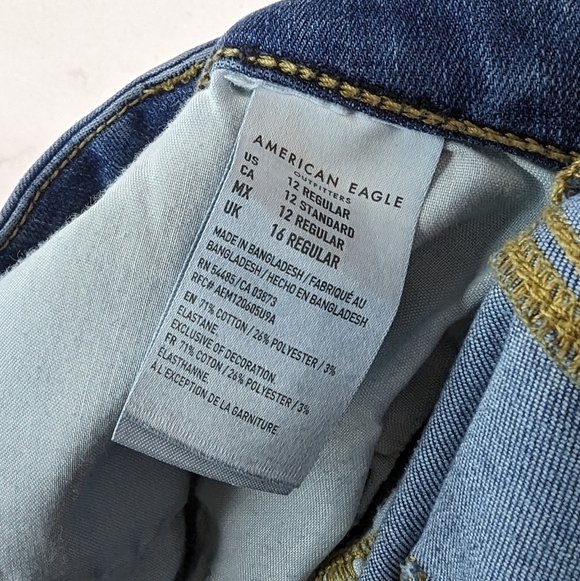 AMERICAN EAGLE
OUTFITTERS
US 12 REGULAR
CA 12 STANDARD
MX 12 REGULAR
UK 16 REGULAR
MADE IN BANGLADESH / FABRIQUÉ AU
BANGLADESH / HECHO EN BANGLADESH
RN 54485 / CA 03873
RFC# AEM120605U9A
EN 71% COTTON / 26% POLYESTER / 3%
ELASTANE
EXCLUSIVE OF DECORATION.
FR 71% COTON / 26% POLYESTER / 3%
ÉLASTHANNE
À L'EXCEPTION DE LA GARNITURE